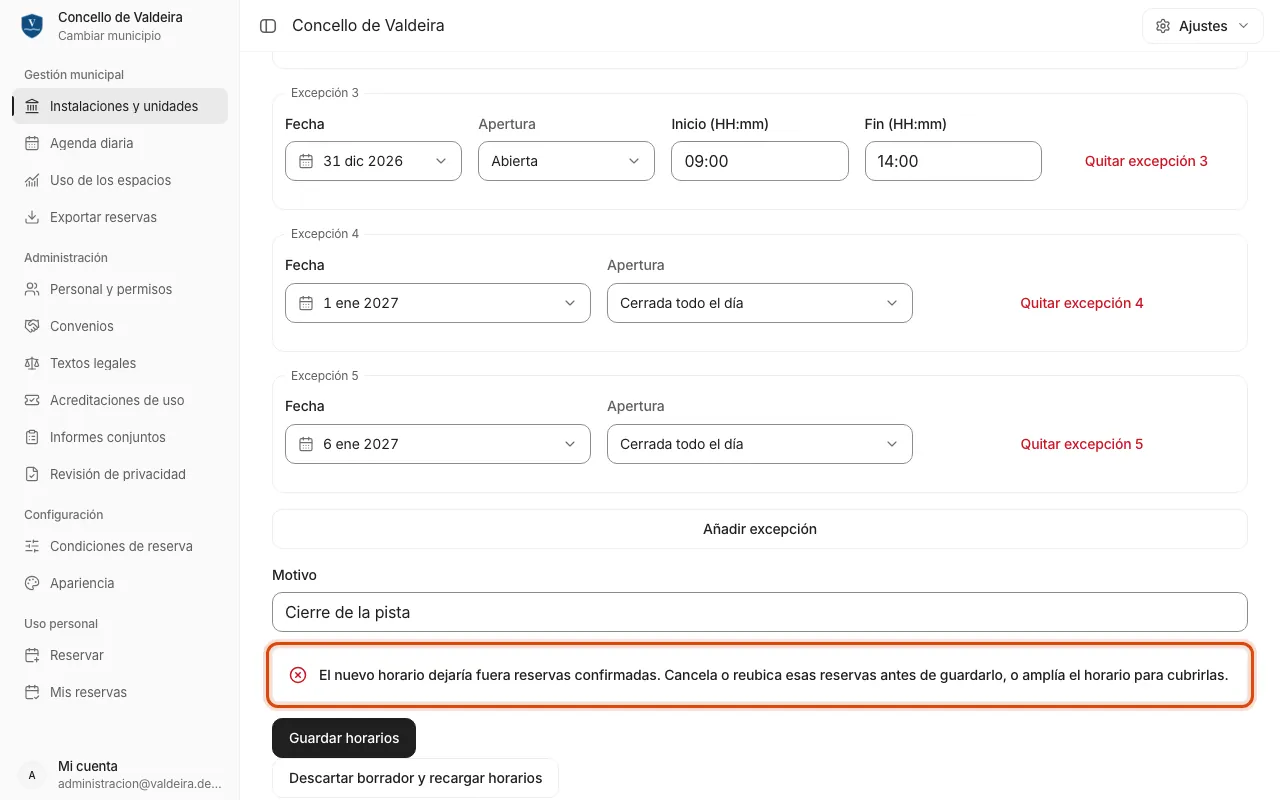 Concello de Valdeira
Cambiar municipio
Gestión municipal
Instalaciones y unidades
Agenda diaria
Uso de los espacios
Exportar reservas
Administración
Personal y permisos
Convenios
Textos legales
Acreditaciones de uso
Informes conjuntos
Revisión de privacidad
Configuración
Condiciones de reserva
Apariencia
Uso personal
Reservar
Mis reservas
A
Mi cuenta
administracion@valdeira.de...
Concello de Valdeira
Ajustes
Excepción 3
Fecha Apertura Inicio (HH:mm) Fin (HH:mm)
31 dic 2026 Abierta 09:00 14:00 Quitar excepción 3
Excepción 4
Fecha Apertura
1 ene 2027 Cerrada todo el día Quitar excepción 4
Excepción 5
Fecha Apertura
6 ene 2027 Cerrada todo el día Quitar excepción 5
Añadir excepción
Motivo
Cierre de la pista
El nuevo horario dejaría fuera reservas confirmadas. Cancela o reubica esas reservas antes de guardarlo, o amplía el horario para cubrirlas.
Guardar horarios
Descartar borrador y recargar horarios